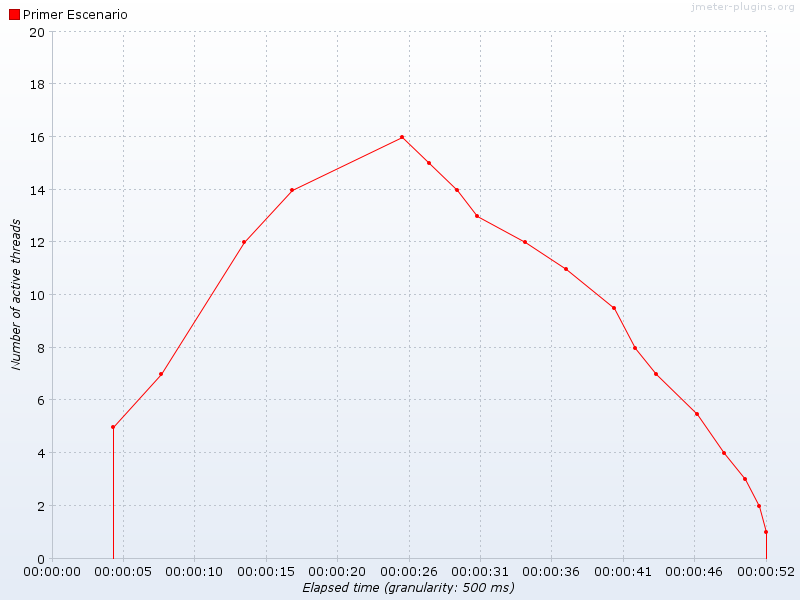 jmeter-plugins.org
Primer Escenario
20
18
16
14
12
10
8
6
4
2
0
Number of active threads
00:00:00 00:00:05 00:00:10 00:00:15 00:00:20 00:00:26 00:00:31 00:00:36 00:00:41 00:00:46 00:00:52
Elapsed time (granularity: 500 ms)